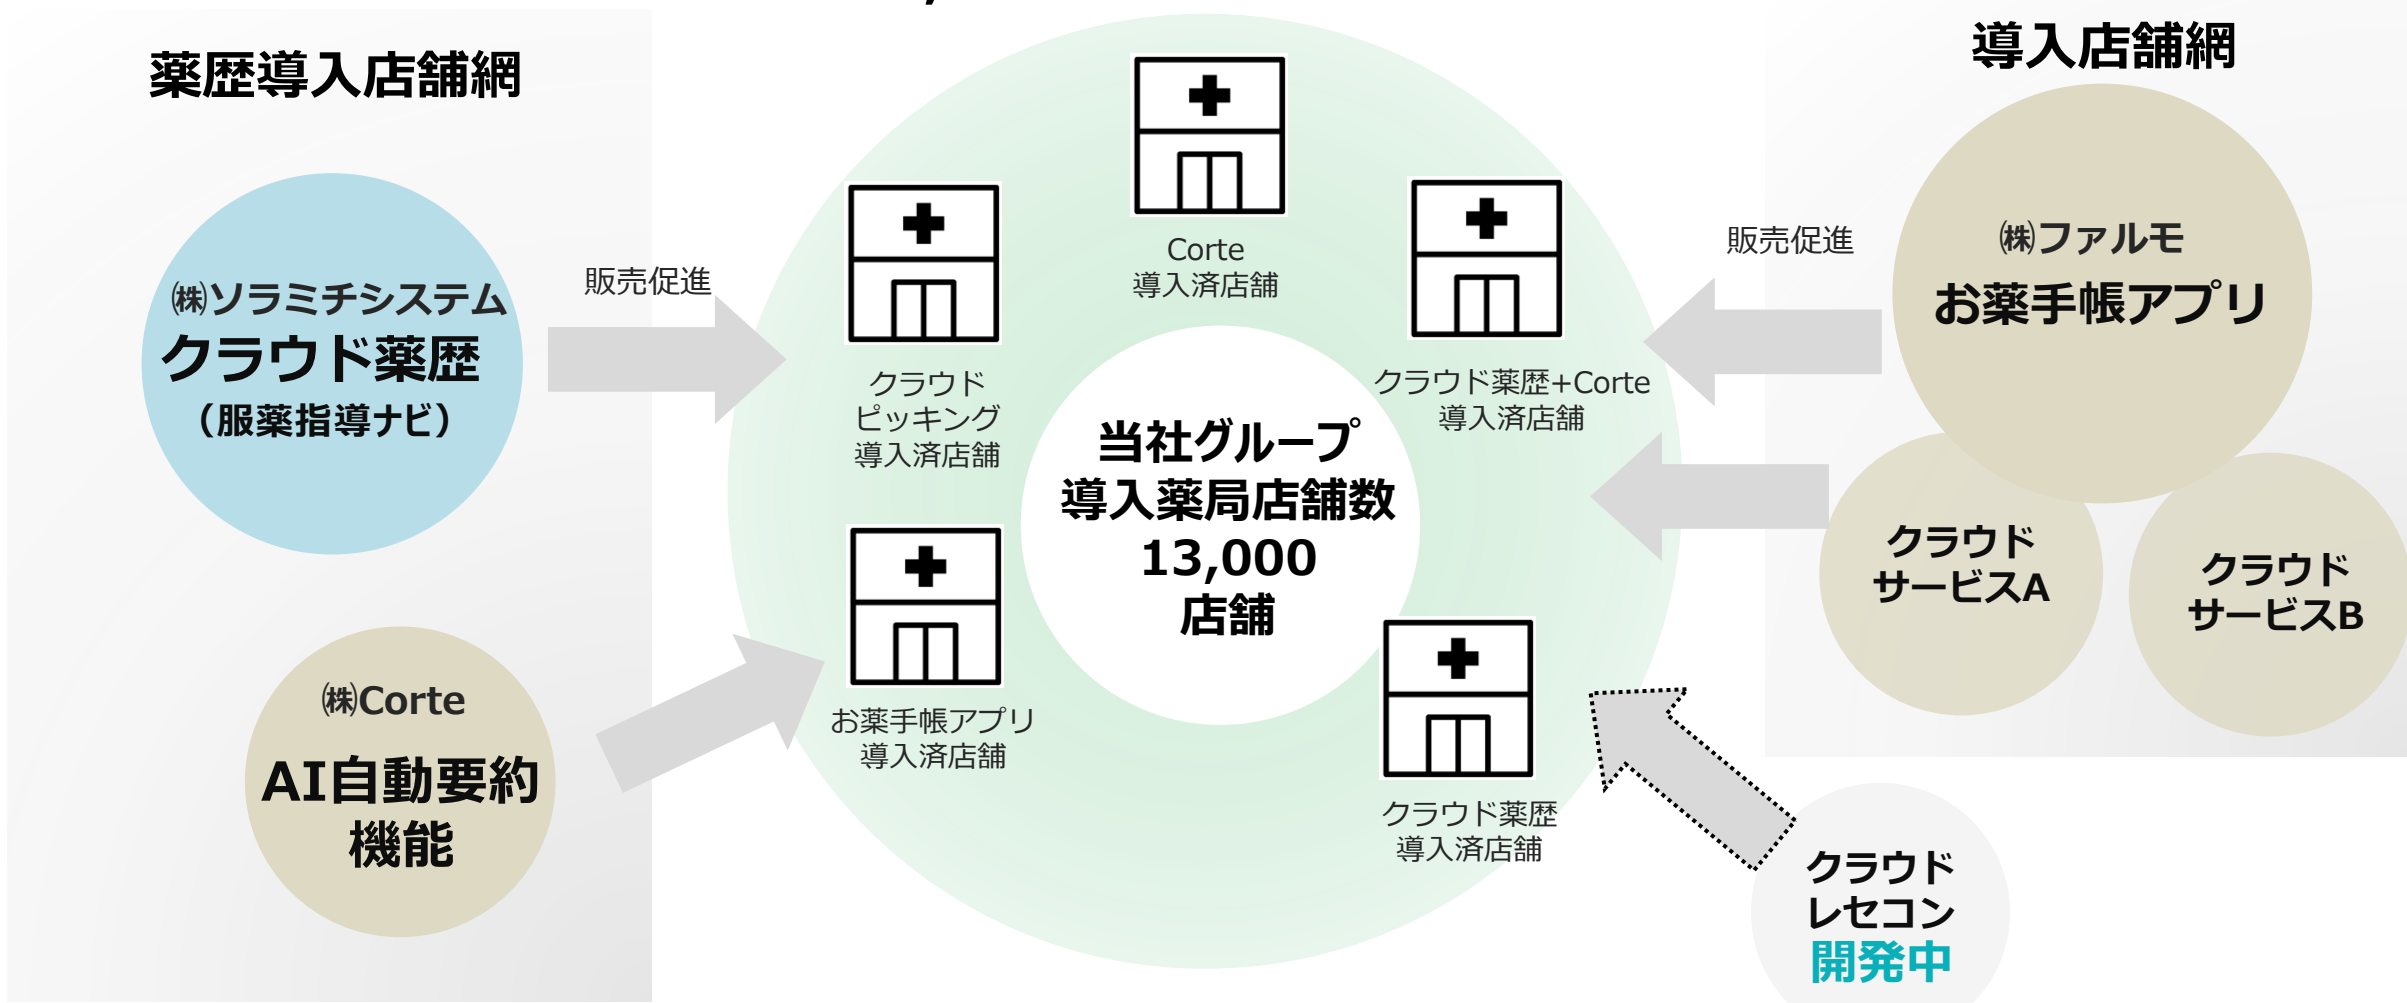 薬歴導入店舗網
㈱ソラミチシステム
クラウド薬歴
（服薬指導ナビ）
㈱Corte
AI自動要約
機能
販売促進
Corte
導入済店舗
クラウド
ピッキング
導入済店舗
クラウド薬歴+Corte
導入済店舗
当社グループ
導入薬局店舗数
13,000
店舗
お薬手帳アプリ
導入済店舗
クラウド薬歴
導入済店舗
販売促進
導入店舗網
㈱ファルモ
お薬手帳アプリ
クラウド
サービスA
クラウド
サービスB
クラウド
レセコン
開発中